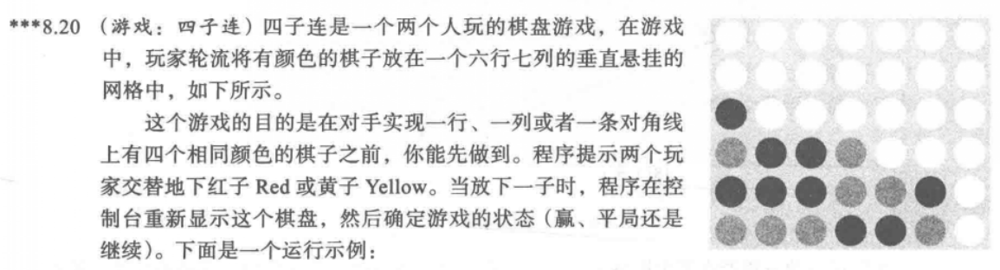 ***8.20 （游戏：四子连）四子连是一个两个人玩的棋盘游戏，在游戏
中，玩家轮流将有颜色的棋子放在一个六行七列的垂直悬挂的
网格中，如下所示。
这个游戏的目的是在对手实现一行、一列或者一条对角线
上有四个相同颜色的棋子之前，你能先做到。程序提示两个玩
家交替地下红子 Red 或黄子 Yellow。当放下一子时，程序在控
制台重新显示这个棋盘，然后确定游戏的状态（赢、平局还是
继续）。下面是一个运行示例：